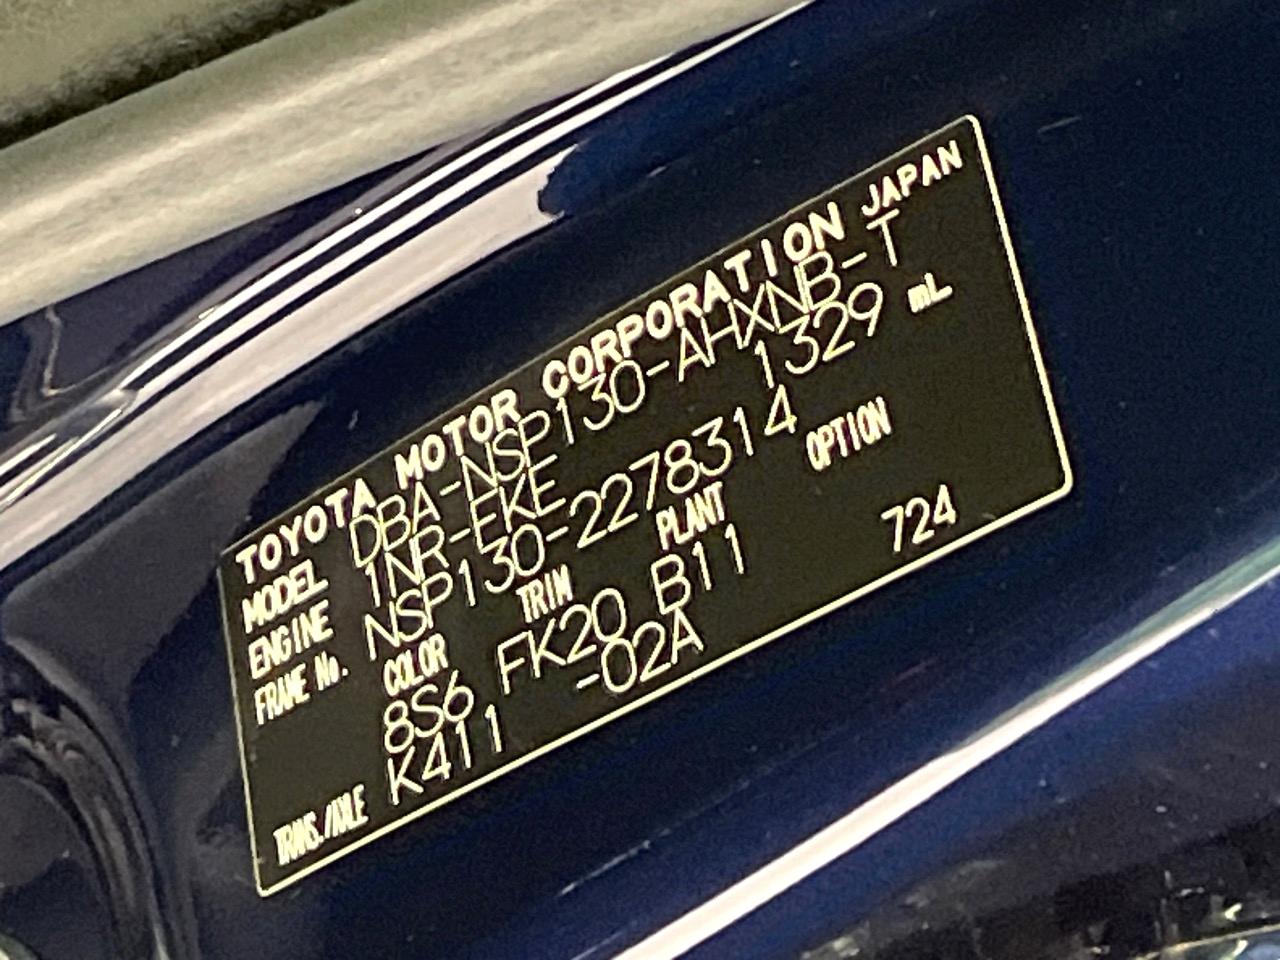 TOYOTA MOTOR CORPORATION JAPAN
MODEL DBA-NSP130-AHXNB-T
ENGINE 1NR-FKE 1329 mL
FRAME No. NSP130-2278314
COLOR TRIM PLANT OPTION
8S6 FK20 B11 724
TRANS./AXLE K411 -02A